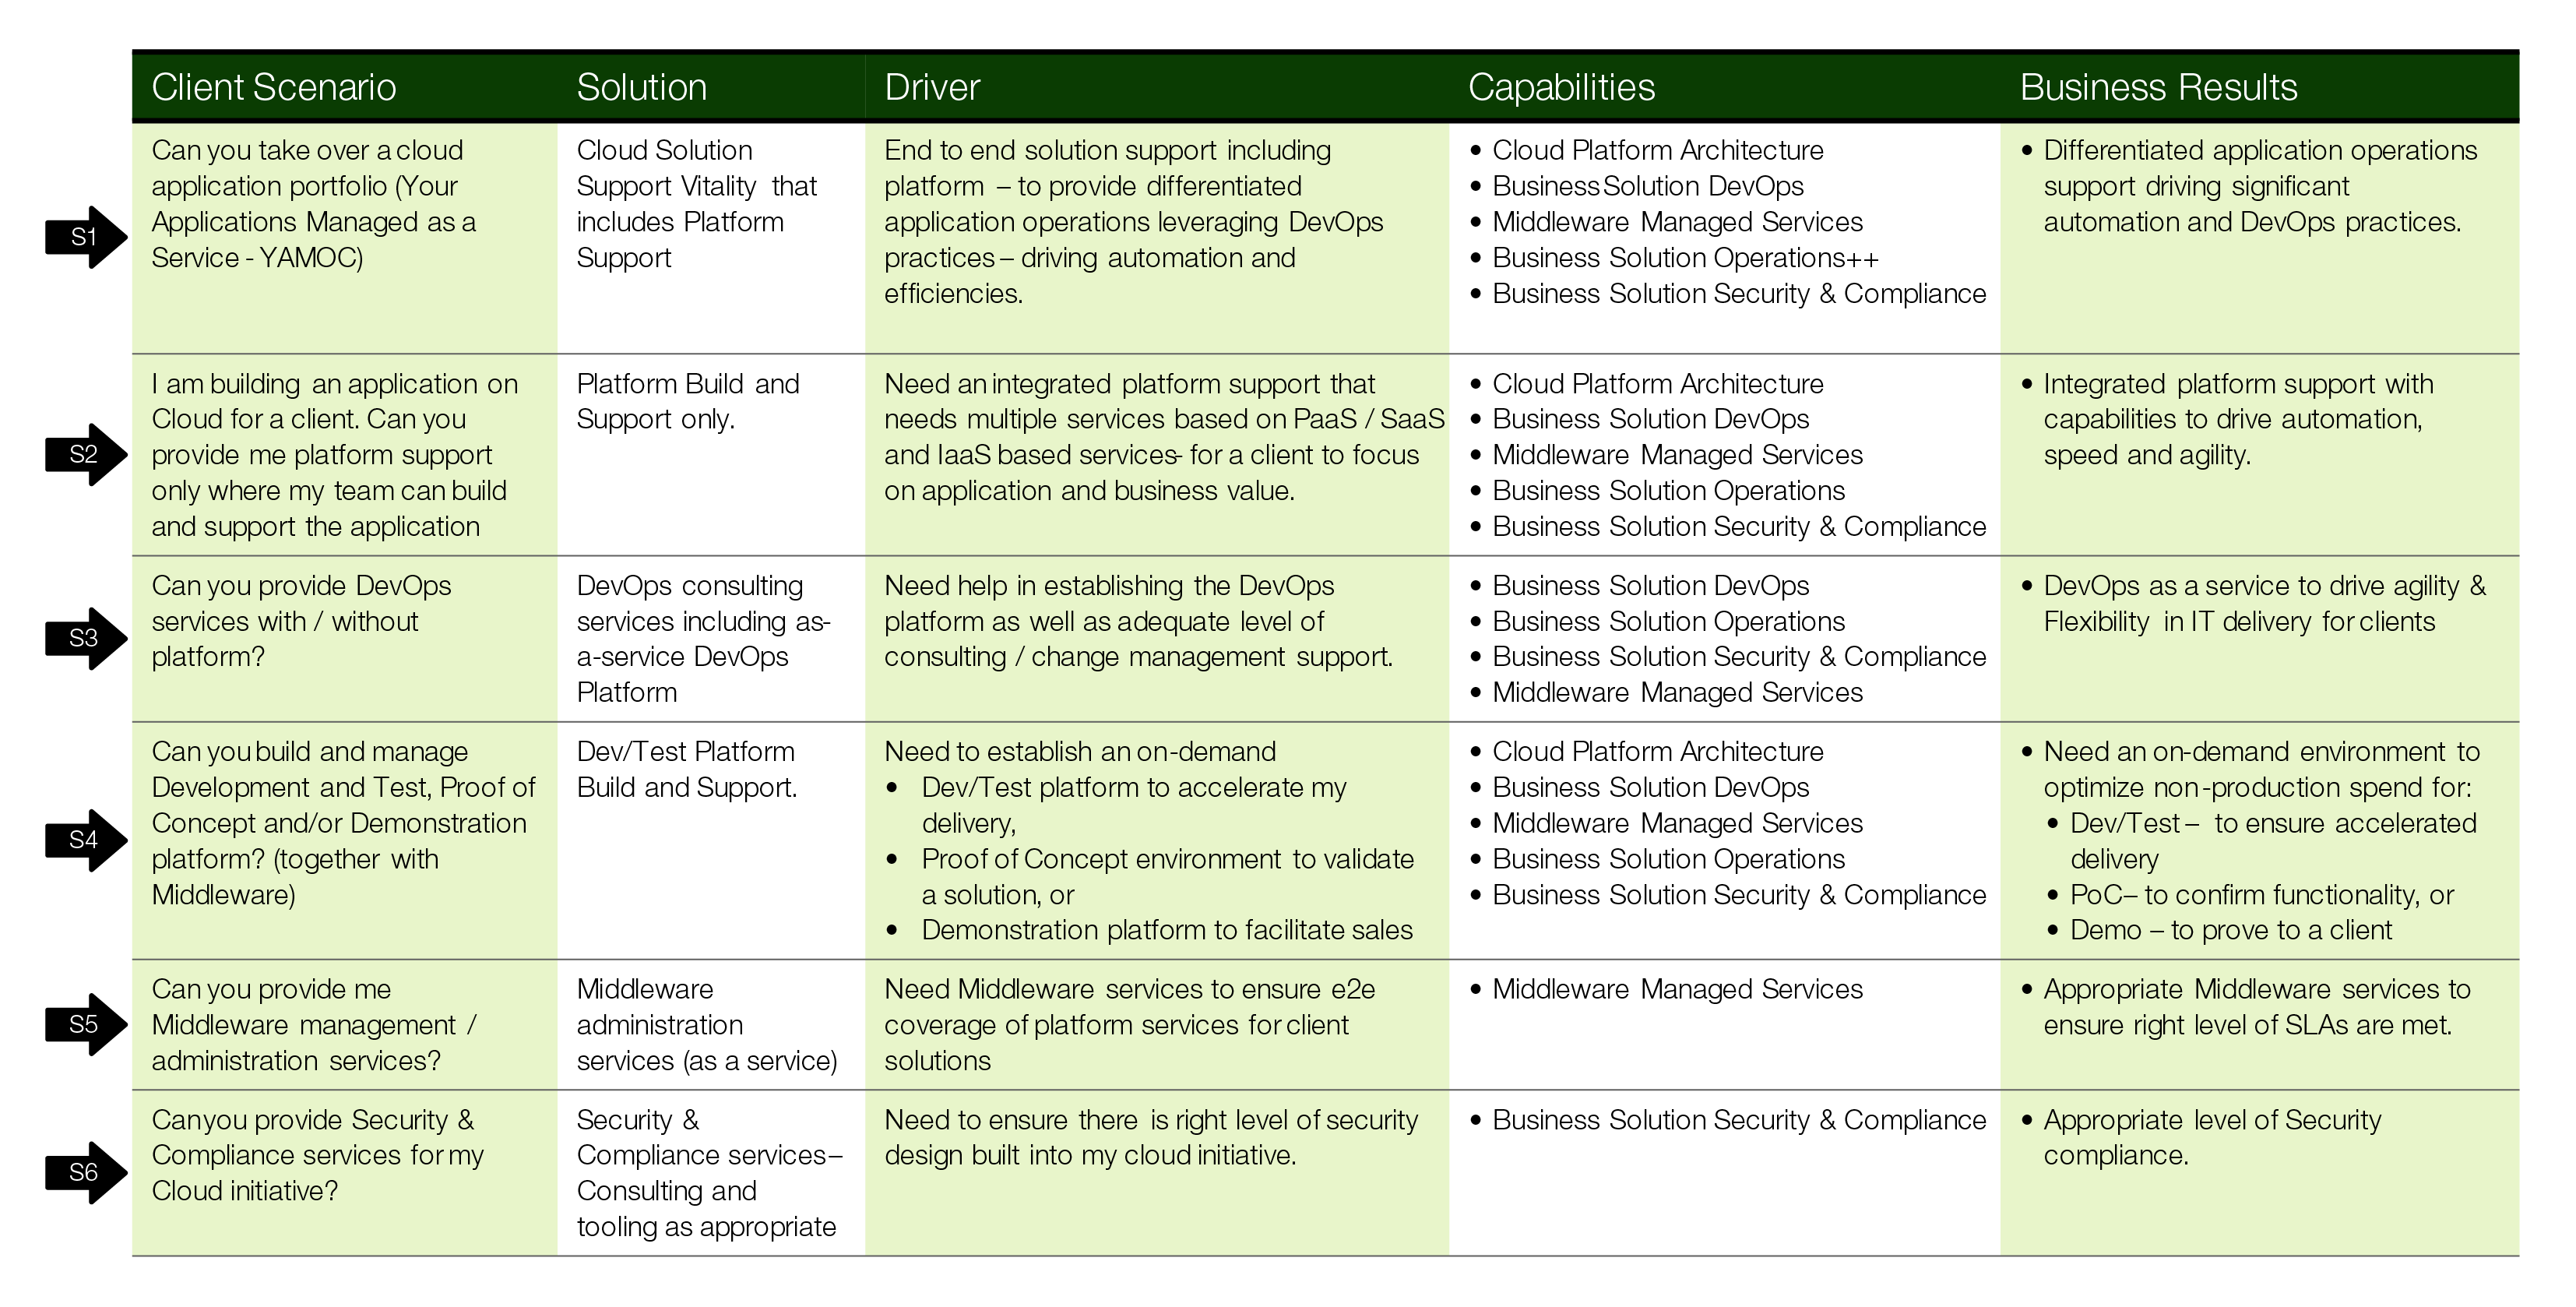 Client Scenario
Solution
Driver
Capabilities
Business Results
S1
Can you take over a cloud
application portfolio (Your
Applications Managed as a
Service - YAMOC)
Cloud Solution
Support Vitality that
includes Platform
Support
End to end solution support including
platform – to provide differentiated
application operations leveraging DevOps
practices – driving automation and
efficiencies.
• Cloud Platform Architecture
• Business Solution DevOps
• Middleware Managed Services
• Business Solution Operations++
• Business Solution Security & Compliance
• Differentiated application operations
support driving significant
automation and DevOps practices.
S2
I am building an application on
Cloud for a client. Can you
provide me platform support
only where my team can build
and support the application
Platform Build and
Support only.
Need an integrated platform support that
needs multiple services based on PaaS / SaaS
and IaaS based services- for a client to focus
on application and business value.
• Cloud Platform Architecture
• Business Solution DevOps
• Middleware Managed Services
• Business Solution Operations
• Business Solution Security & Compliance
• Integrated platform support with
capabilities to drive automation,
speed and agility.
S3
Can you provide DevOps
services with / without
platform?
DevOps consulting
services including as-
a-service DevOps
Platform
Need help in establishing the DevOps
platform as well as adequate level of
consulting / change management support.
• Business Solution DevOps
• Business Solution Operations
• Business Solution Security & Compliance
• Middleware Managed Services
• DevOps as a service to drive agility &
Flexibility in IT delivery for clients
S4
Can you build and manage
Development and Test, Proof of
Concept and/or Demonstration
platform? (together with
Middleware)
Dev/Test Platform
Build and Support.
Need to establish an on-demand
• Dev/Test platform to accelerate my
delivery,
• Proof of Concept environment to validate
a solution, or
• Demonstration platform to facilitate sales
• Cloud Platform Architecture
• Business Solution DevOps
• Middleware Managed Services
• Business Solution Operations
• Business Solution Security & Compliance
• Need an on-demand environment to
optimize non-production spend for:
• Dev/Test – to ensure accelerated
delivery
• PoC– to confirm functionality, or
• Demo – to prove to a client
S5
Can you provide me
Middleware management /
administration services?
Middleware
administration
services (as a service)
Need Middleware services to ensure e2e
coverage of platform services for client
solutions
• Middleware Managed Services
• Appropriate Middleware services to
ensure right level of SLAs are met.
S6
Can you provide Security &
Compliance services for my
Cloud initiative?
Security &
Compliance services–
Consulting and
tooling as appropriate
Need to ensure there is right level of security
design built into my cloud initiative.
• Business Solution Security & Compliance
• Appropriate level of Security
compliance.